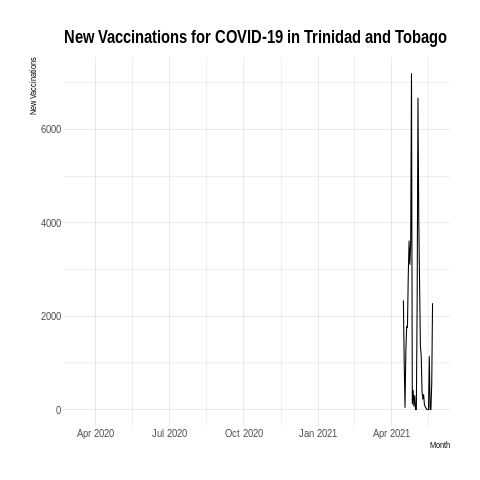 New Vaccinations for COVID-19 in Trinidad and Tobago
New Vaccinations
6000
4000
2000
0
Apr 2020 Jul 2020 Oct 2020 Jan 2021 Apr 2021
Month